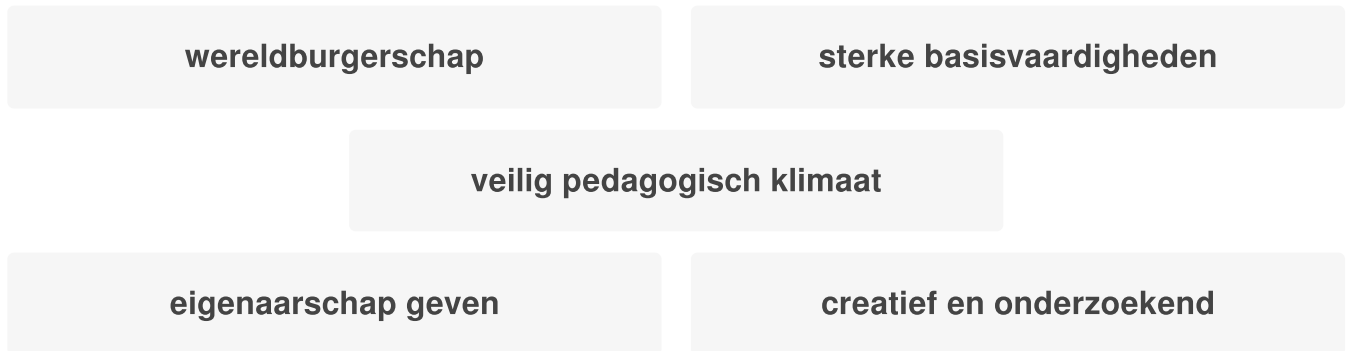 wereldburgerschap
sterke basisvaardigheden
veilig pedagogisch klimaat
eigenaarschap geven
creatief en onderzoekend